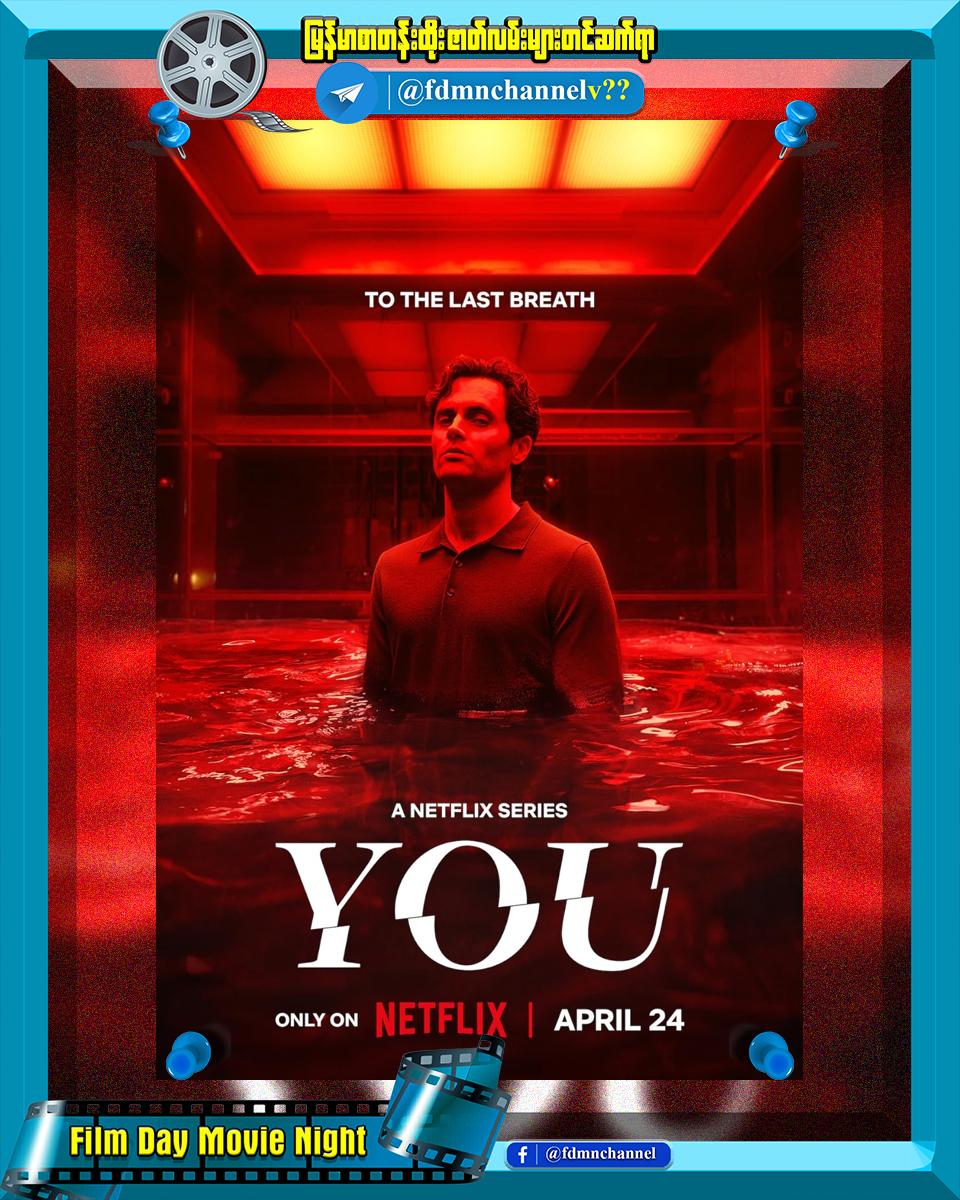 မြန်မာစာတန်းထိုးဇာတ်လမ်းများတင်ဆက်ရာ
@fdmnchannelv??
TO THE LAST BREATH
A NETFLIX SERIES
YOU
ONLY ON NETFLIX | APRIL 24
Film Day Movie Night
@fdmnchannel